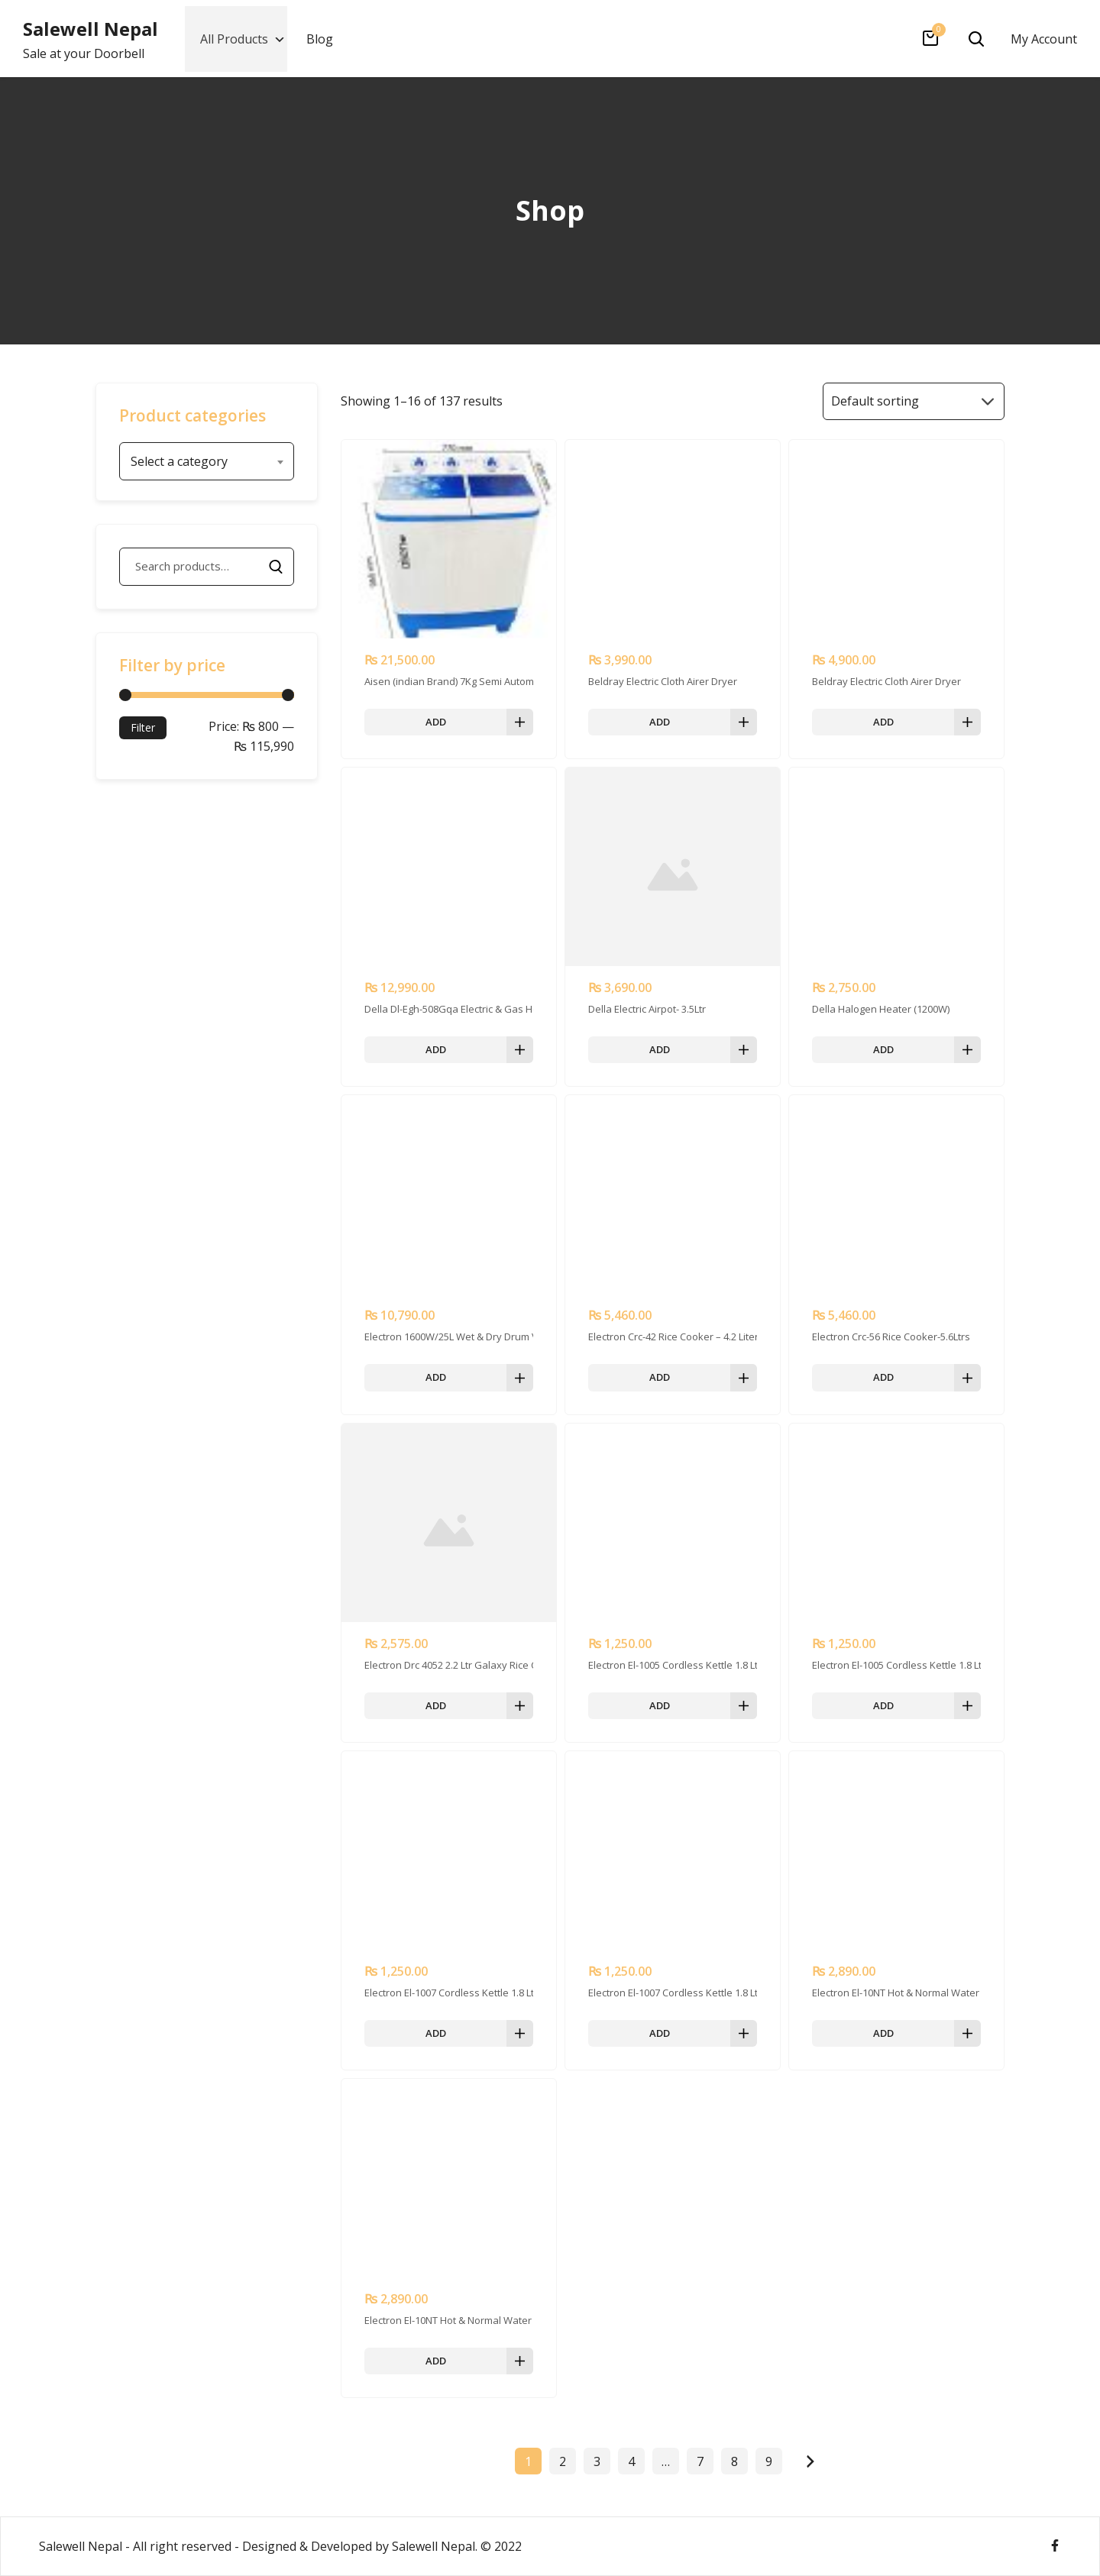 Salewell Nepal
Sale at your Doorbell
All Products
Blog
0
My Account
Shop
Product categories
Select a category
Search products…
Filter by price
Filter
Price: ₨ 800 —
₨ 115,990
Showing 1–16 of 137 results
Default sorting
₨ 21,500.00
Aisen (indian Brand) 7Kg Semi Autom
ADD
₨ 3,990.00
Beldray Electric Cloth Airer Dryer
ADD
₨ 4,900.00
Beldray Electric Cloth Airer Dryer
ADD
₨ 12,990.00
Della Dl-Egh-508Gqa Electric & Gas H
ADD
₨ 3,690.00
Della Electric Airpot- 3.5Ltr
ADD
₨ 2,750.00
Della Halogen Heater (1200W)
ADD
₨ 10,790.00
Electron 1600W/25L Wet & Dry Drum
ADD
₨ 5,460.00
Electron Crc-42 Rice Cooker – 4.2 Liter
ADD
₨ 5,460.00
Electron Crc-56 Rice Cooker-5.6Ltrs
ADD
₨ 2,575.00
Electron Drc 4052 2.2 Ltr Galaxy Rice
ADD
₨ 1,250.00
Electron El-1005 Cordless Kettle 1.8 Lt
ADD
₨ 1,250.00
Electron El-1005 Cordless Kettle 1.8 Lt
ADD
₨ 1,250.00
Electron El-1007 Cordless Kettle 1.8 Lt
ADD
₨ 1,250.00
Electron El-1007 Cordless Kettle 1.8 Lt
ADD
₨ 2,890.00
Electron El-10NT Hot & Normal Water
ADD
₨ 2,890.00
Electron El-10NT Hot & Normal Water
ADD
1 2 3 4 … 7 8 9
Salewell Nepal - All right reserved - Designed & Developed by Salewell Nepal. © 2022